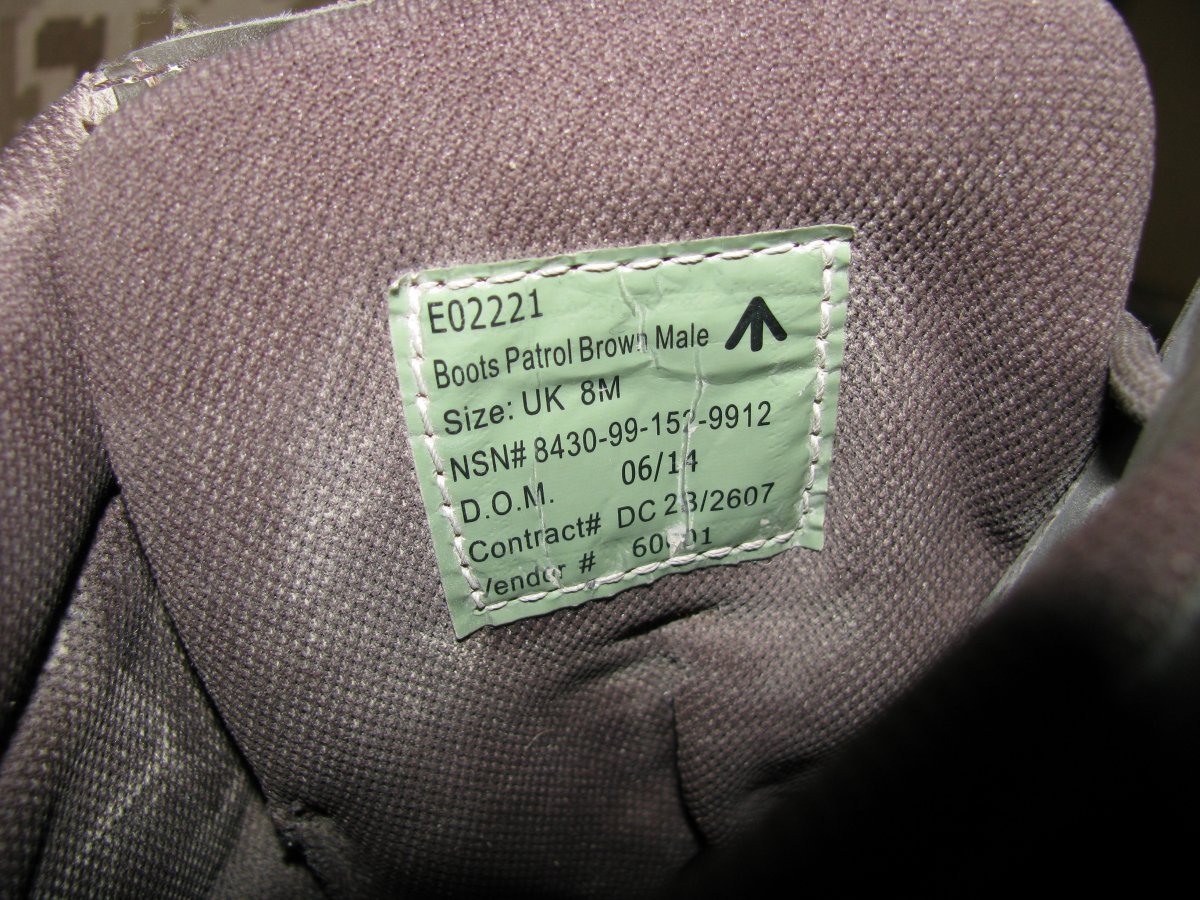 E02221
Boots Patrol Brown Male
Size: UK 8M
NSN# 8430-99-152-9912
D.O.M. 06/14
Contract# DC 2B/2607
Vendor #